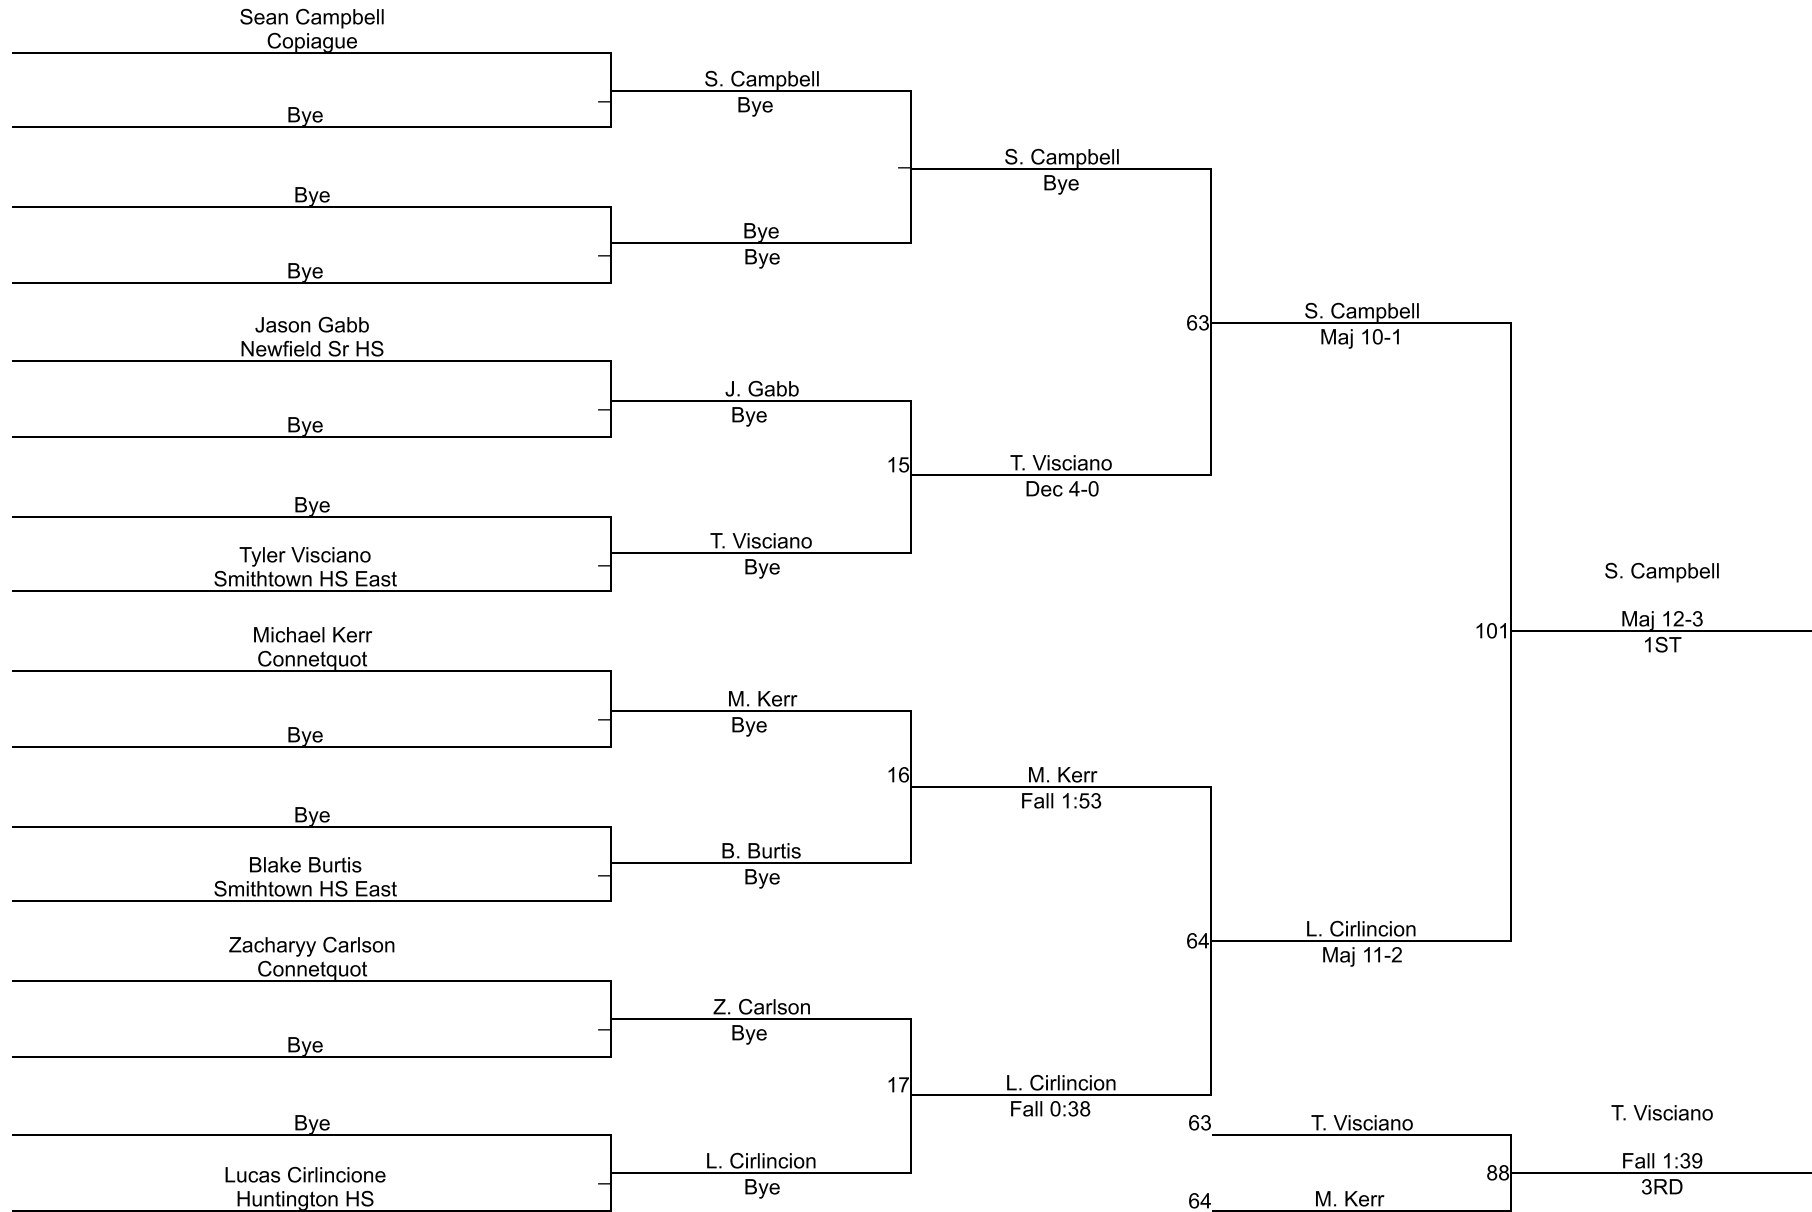 Sean Campbell
Copiague
Bye
Bye
Bye
Jason Gabb
Newfield Sr HS
Bye
Bye
Tyler Visciano
Smithtown HS East
Michael Kerr
Connetquot
Bye
Bye
Blake Burtis
Smithtown HS East
Zacharyy Carlson
Connetquot
Bye
Bye
Lucas Cirlincione
Huntington HS
S. Campbell
Bye
Bye
Bye
J. Gabb
Bye
15
T. Visciano
Bye
M. Kerr
Bye
16
B. Burtis
Bye
Z. Carlson
Bye
17
L. Cirlincion
Bye
S. Campbell
Bye
63
T. Visciano
Dec 4-0
M. Kerr
Fall 1:53
64
L. Cirlincion
Fall 0:38
S. Campbell
Maj 10-1
101
L. Cirlincion
Maj 11-2
63
T. Visciano
88
64
M. Kerr
S. Campbell
Maj 12-3
1ST
T. Visciano
Fall 1:39
3RD